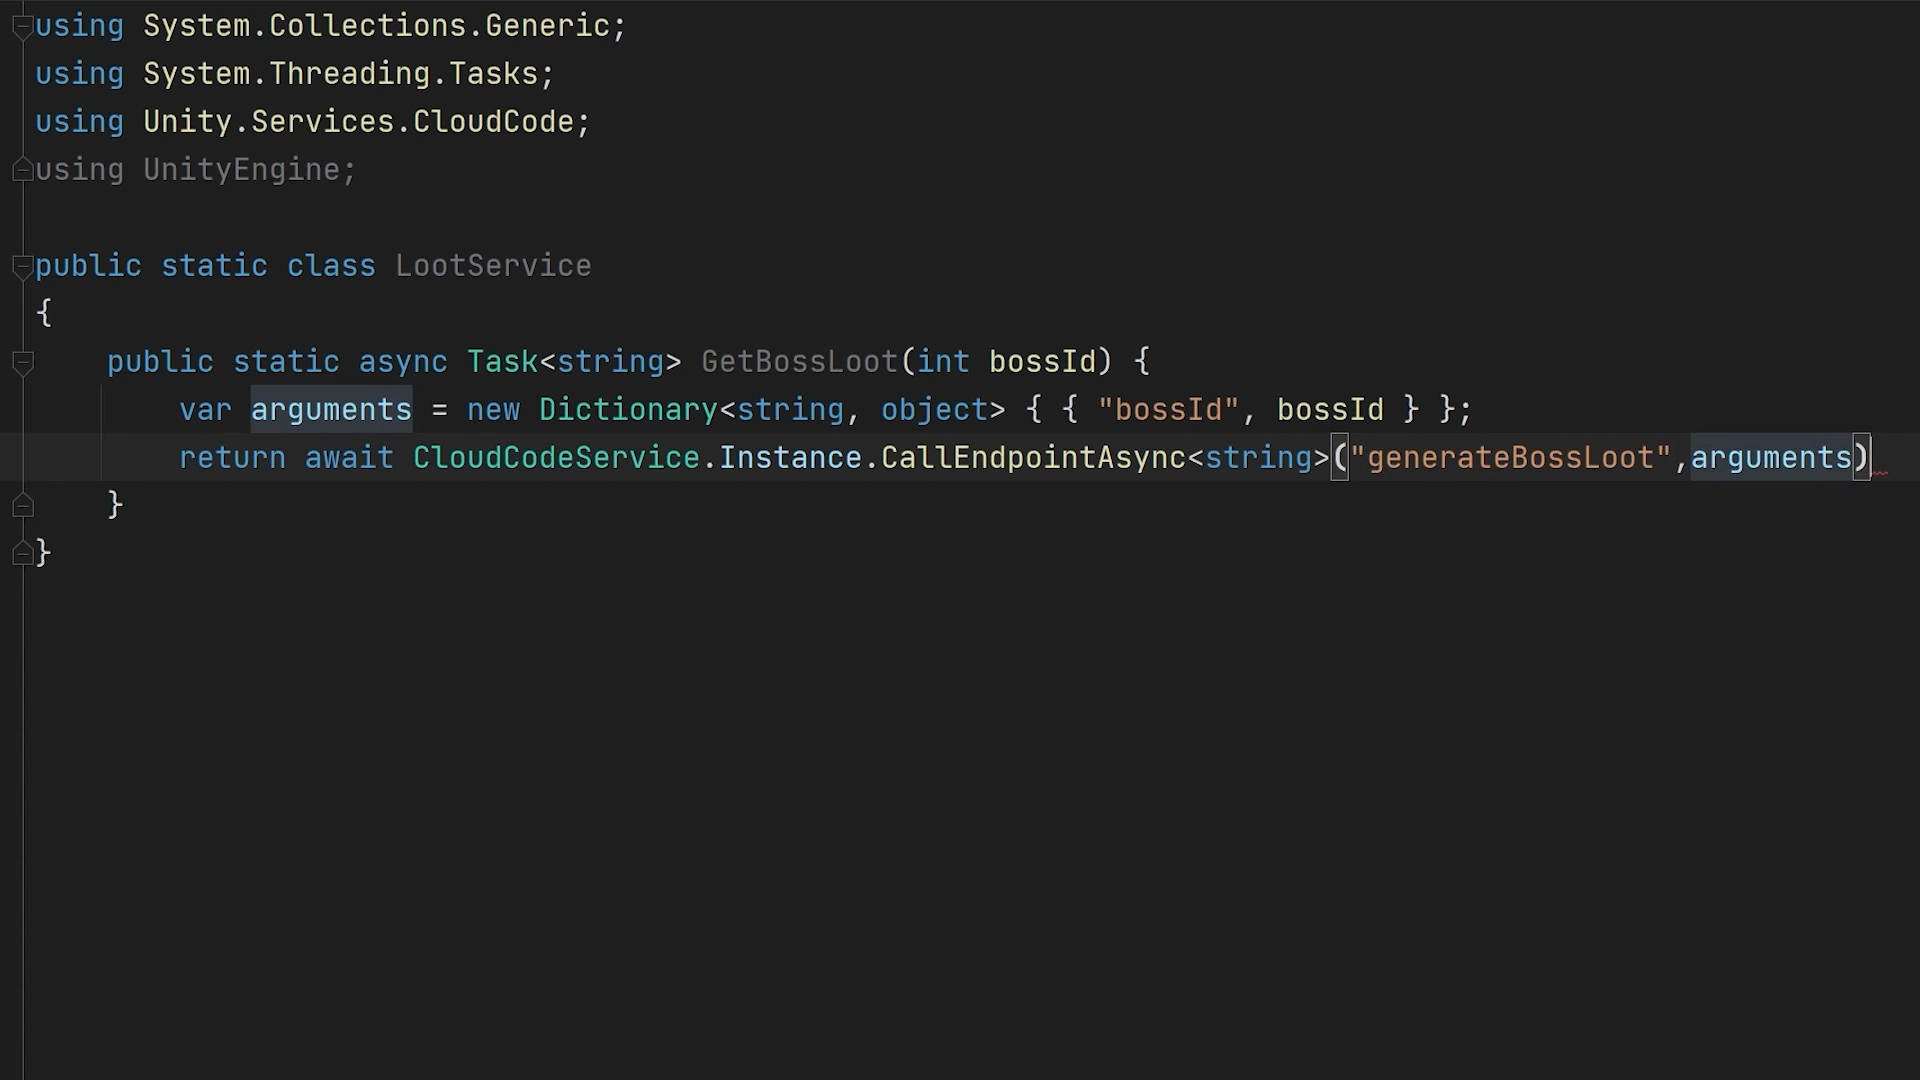 using System.Collections.Generic;
using System.Threading.Tasks;
using Unity.Services.CloudCode;
using UnityEngine;
public static class LootService
{
public static async Task<string> GetBossLoot(int bossId) {
var arguments = new Dictionary<string, object> { { "bossId", bossId } };
return await CloudCodeService.Instance.CallEndpointAsync<string>("generateBossLoot",arguments)
}
}